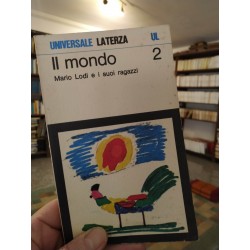 UNIVERSALE LATERZA UL
Il mondo 2
Mario Lodi e i suoi ragazzi